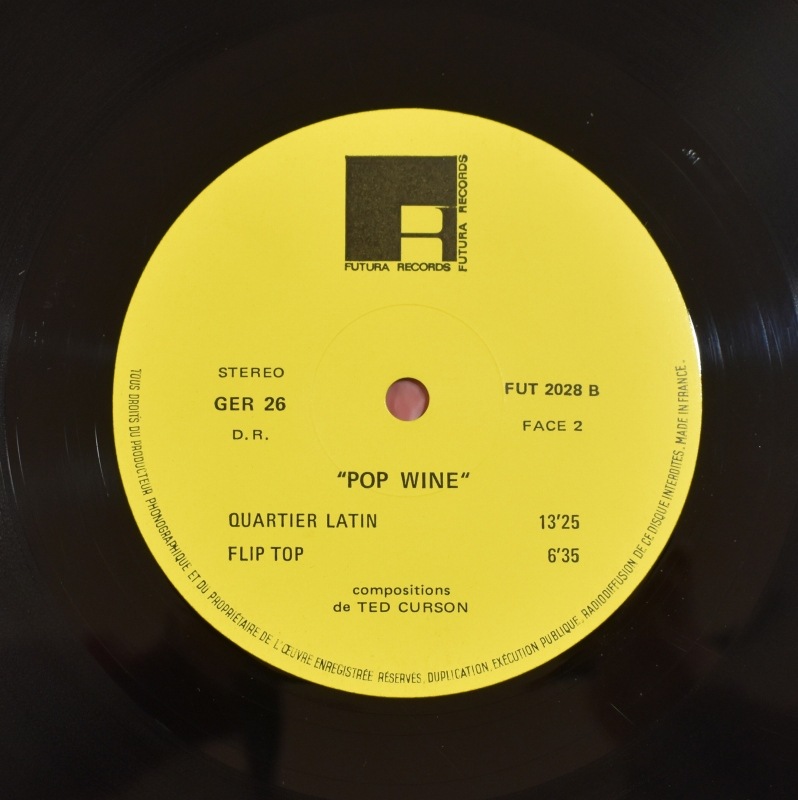 FUTURA RECORDS
FUTURA RECORDS
STEREO
GER 26
D.R.
FUT 2028 B
FACE 2
"POP WINE"
QUARTIER LATIN 13'25
FLIP TOP 6'35
compositions
de TED CURSON
TOUS DROITS DU PRODUCTEUR PHONOGRAPHIQUE ET DU PROPRIÉTAIRE DE L'ŒUVRE ENREGISTRÉE RÉSERVÉS. DUPLICATION, EXÉCUTION PUBLIQUE, RADIODIFFUSION DE CE DISQUE INTERDITES. MADE IN FRANCE.